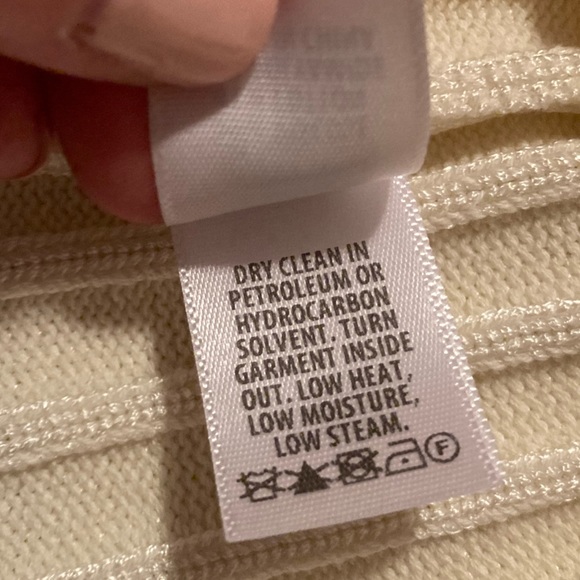 DRY CLEAN IN
PETROLEUM OR
HYDROCARBON
SOLVENT. TURN
GARMENT INSIDE
OUT. LOW HEAT,
LOW MOISTURE,
LOW STEAM.
F